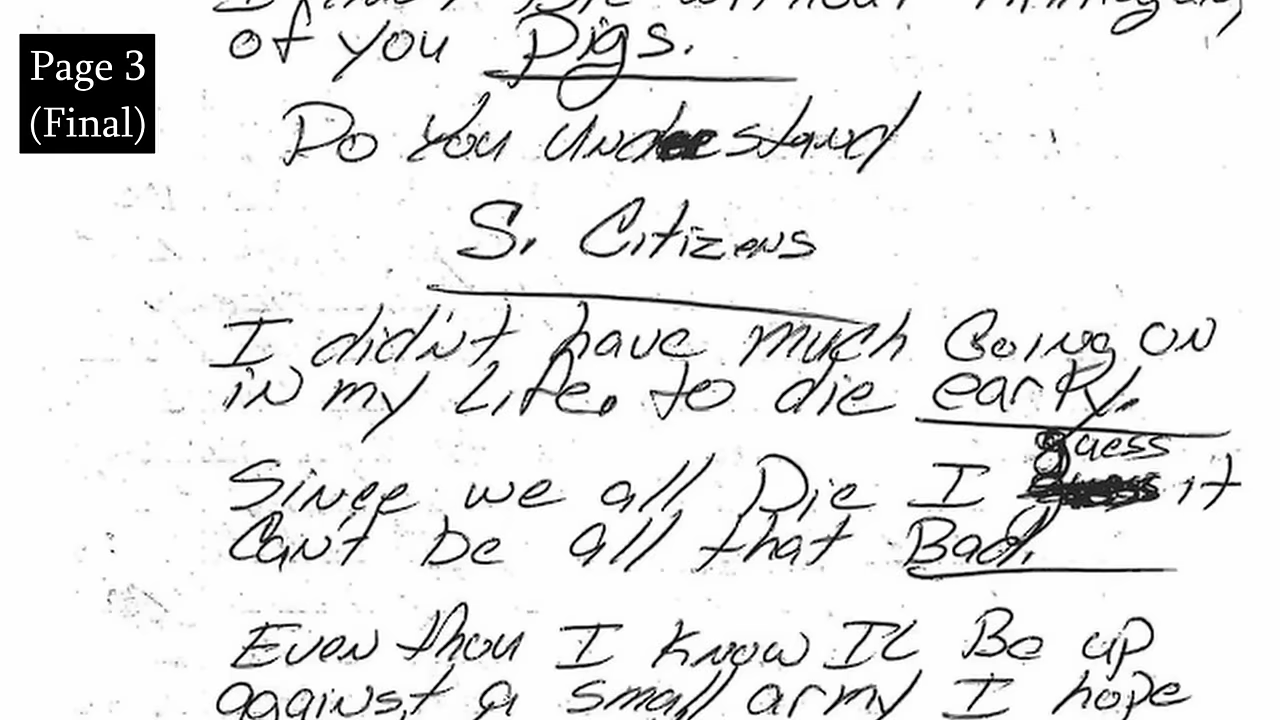 Page 3
(Final)
of you Pigs.
Do You Understand
S. Citizens
I didn't have much Going on
in my Life. to die early.
guess
Since we all Die I it
Can't be all that Bad.
Even thou I know Il Be up
against a small army I hope